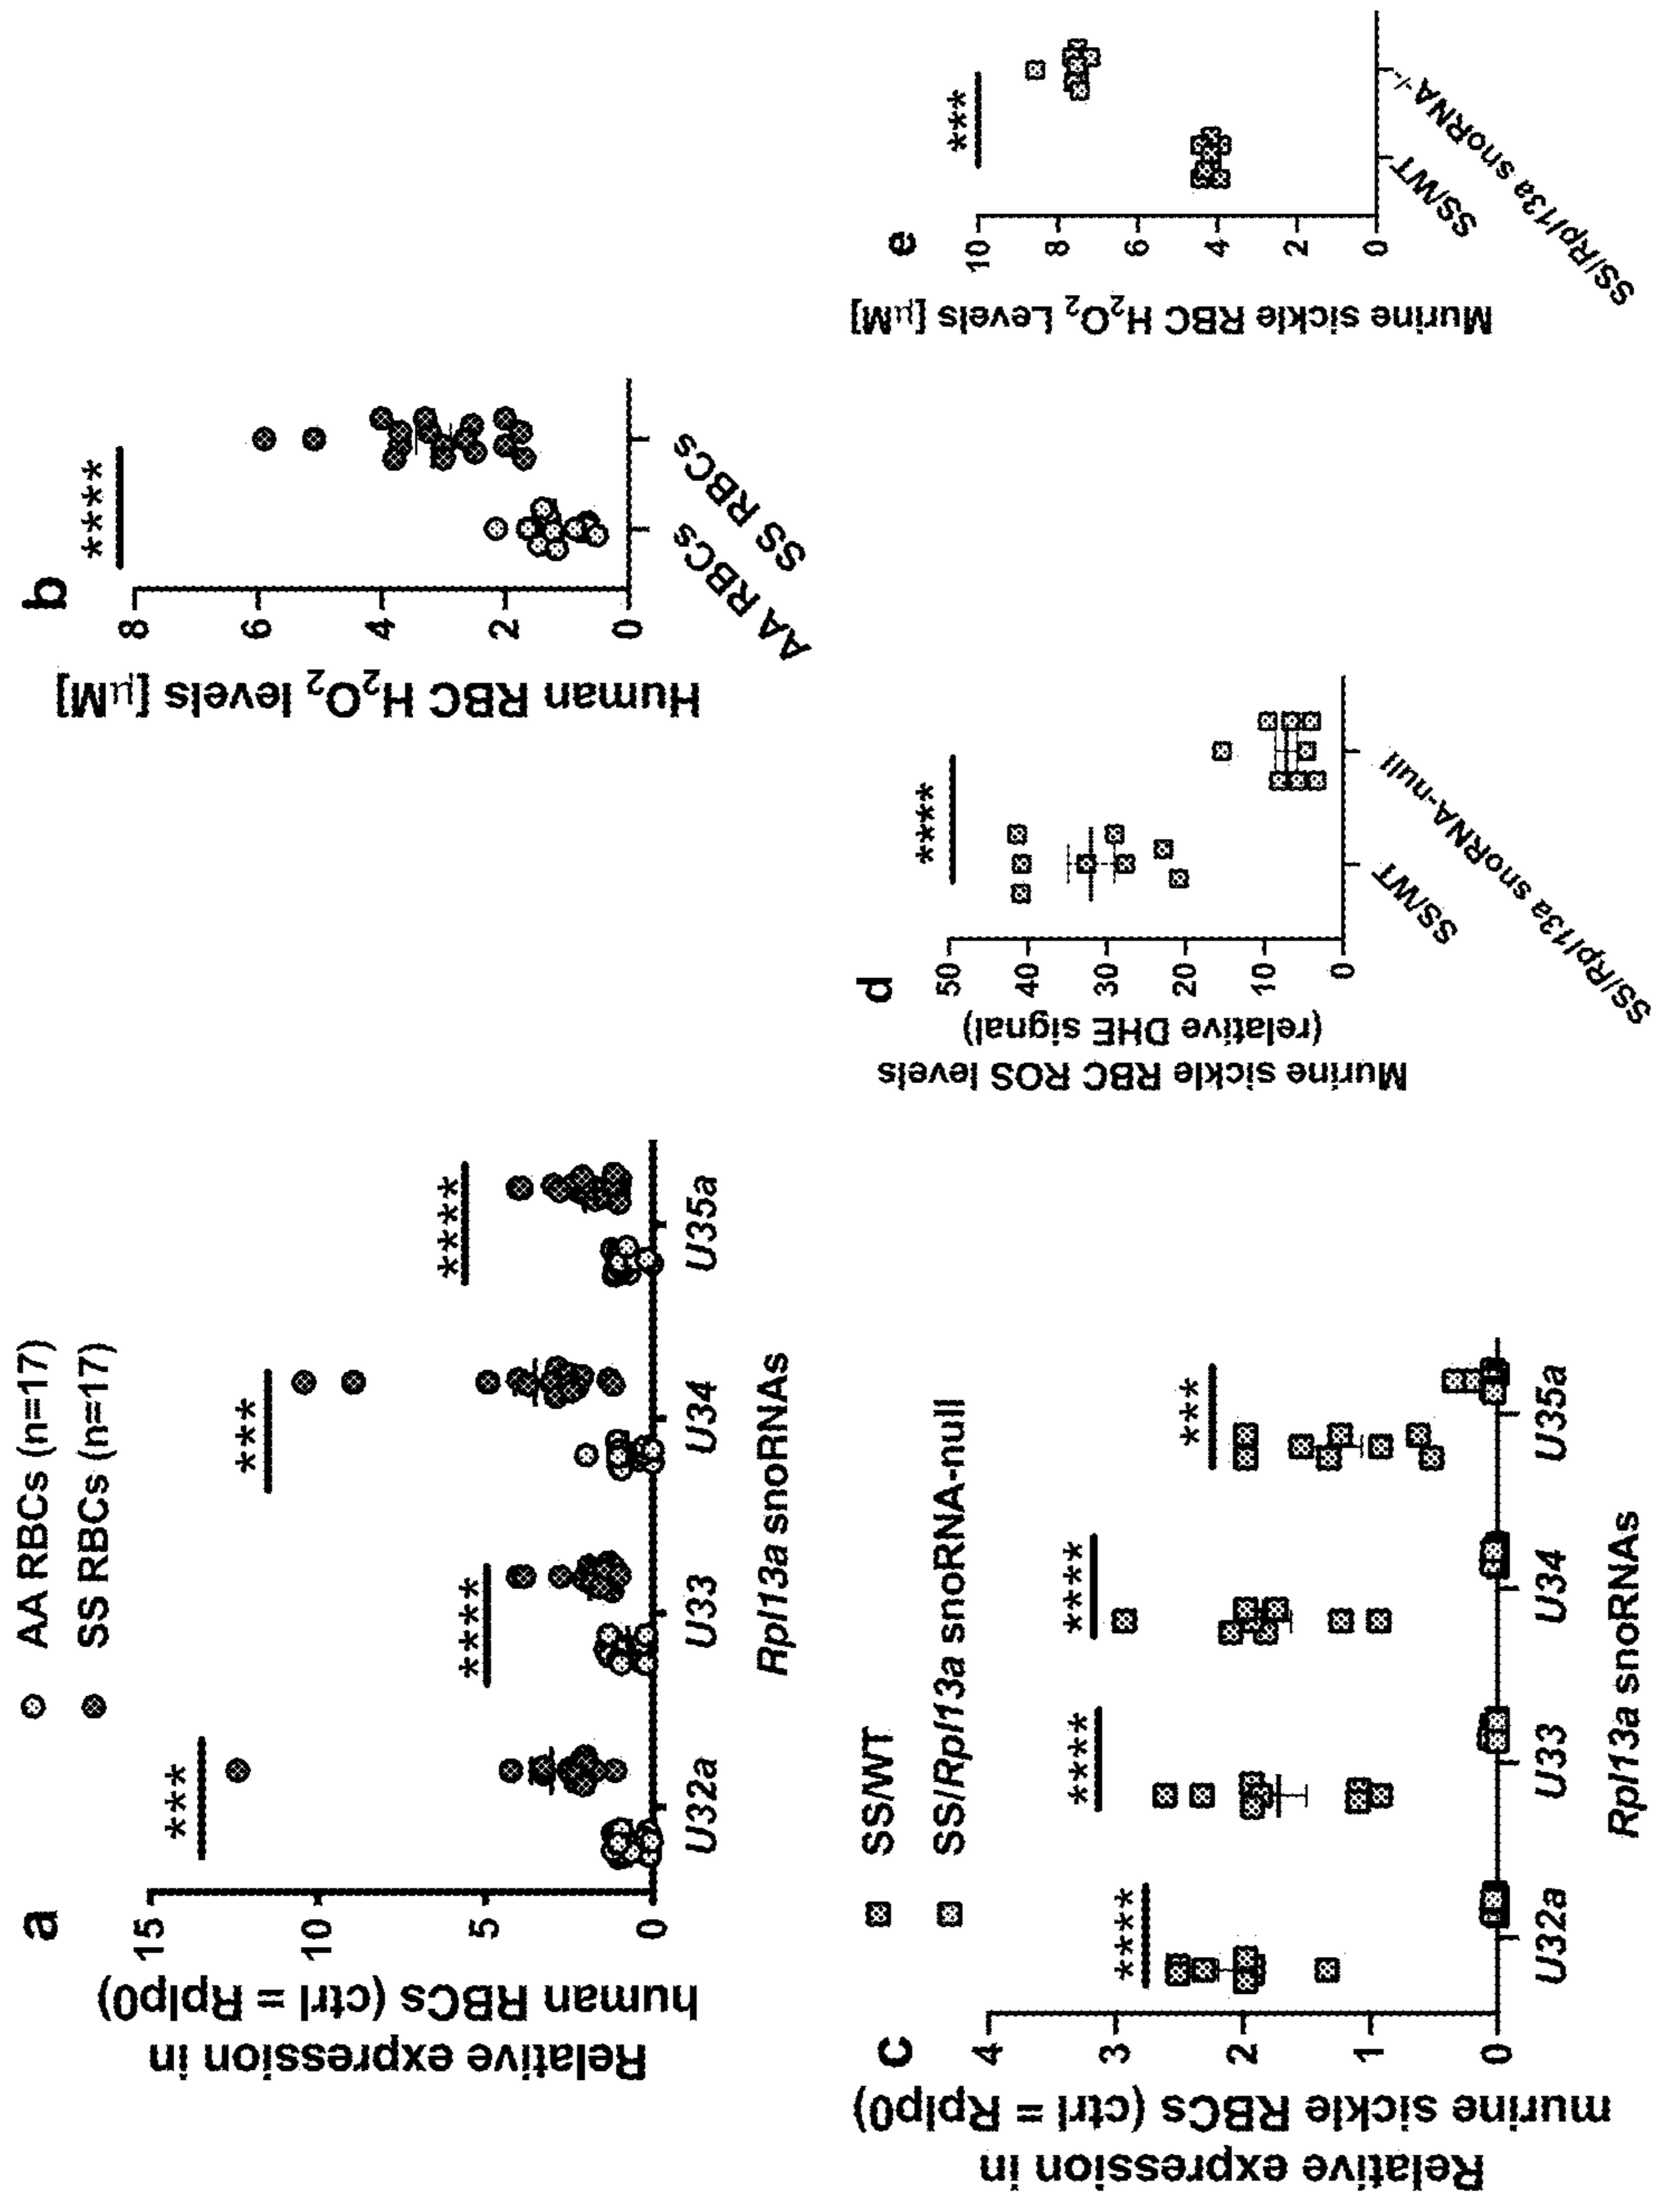 a
AA RBCs (n=17)
SS RBCs (n=17)
Relative expression in
human RBCs (ctrl = Rplp0)
15
10
5
0
***
****
***
****
U32a
U33
U34
U35a
Rpl13a snoRNAs
b
Human RBC H₂O₂ levels [μM]
8
6
4
2
0
****
AA RBCs
SS RBCs
c
SS/WT
SS/Rpl13a snoRNA-null
Relative expression in
murine sickle RBCs (ctrl = Rplp0)
4
3
2
1
0
****
****
****
***
U32a
U33
U34
U35a
Rpl13a snoRNAs
d
Murine sickle RBC ROS levels
(relative DHE signal)
50
40
30
20
10
0
****
SS/WT
SS/Rpl13a snoRNA-null
e
Murine sickle RBC H₂O₂ Levels [μM]
10
8
6
4
2
0
***
SS/WT
SS/Rpl13a snoRNA